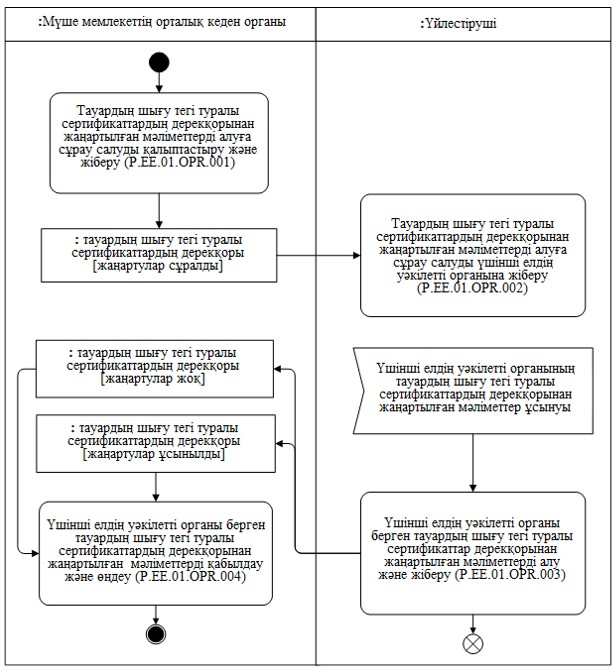 :Мүше мемлекеттің орталық кеден органы
:Үйлестіруші
Тауардың шығу тегі туралы
сертификаттардың дерекқорынан
жаңартылған мәліметтерді алуға
сұрау салуды қалыптастыру және
жіберу (P.EE.01.OPR.001)
: тауардың шығу тегі туралы
сертификаттардың дерекқоры
[жаңартулар сұралды]
Тауардың шығу тегі туралы
сертификаттардың дерекқорынан
жаңартылған мәліметтерді алуға
сұрау салуды үшінші елдің
уәкілетті органына жіберу
(P.EE.01.OPR.002)
: тауардың шығу тегі туралы
сертификаттардың дерекқоры
[жаңартулар жоқ]
Үшінші елдің уәкілетті органының
тауардың шығу тегі туралы
сертификаттардың дерекқорынан
жаңартылған мәліметтер ұсынуы
: тауардың шығу тегі туралы
сертификаттардың дерекқоры
[жаңартулар ұсынылды]
Үшінші елдің уәкілетті органы берген
тауардың шығу тегі туралы
сертификаттардың дерекқорынан
жаңартылған мәліметтерді қабылдау
және өңдеу (P.EE.01.OPR.004)
Үшінші елдің уәкілетті органы
берген тауардың шығу тегі туралы
сертификаттар дерекқорынан
жаңартылған мәліметтерді алу
және жіберу (P.EE.01.OPR.003)